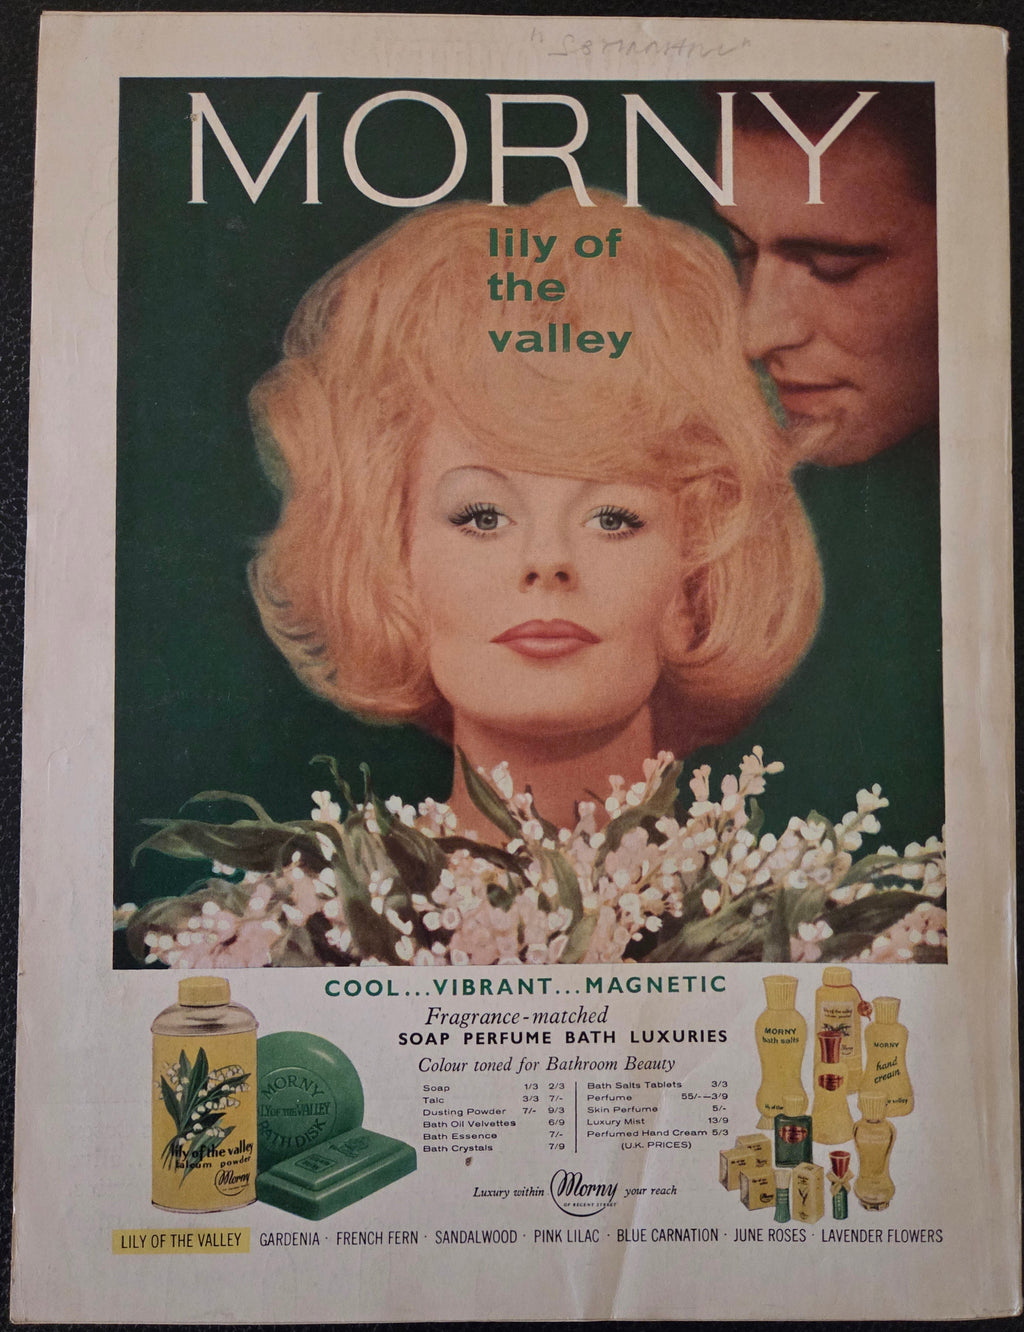 MORNY
lily of
the
valley
COOL...VIBRANT...MAGNETIC
Fragrance-matched
SOAP PERFUME BATH LUXURIES
Colour toned for Bathroom Beauty
Soap 1/3 2/3
Talc 3/3 7/-
Dusting Powder 7/- 9/3
Bath Oil Velvettes 6/9
Bath Essence 7/-
Bath Crystals 7/9
Bath Salts Tablets 3/3
Perfume 55/-—3/9
Skin Perfume 5/-
Luxury Mist 13/9
Perfumed Hand Cream 5/3
(U.K. PRICES)
Luxury within Morny your reach
OF REGENT STREET
lily of the valley
talcum powder
Morny
MORNY
LILY OF THE VALLEY
BATH DISK
MORNY
bath salts
MORNY
hand
cream
LILY OF THE VALLEY GARDENIA · FRENCH FERN · SANDALWOOD · PINK LILAC · BLUE CARNATION · JUNE ROSES · LAVENDER FLOWERS